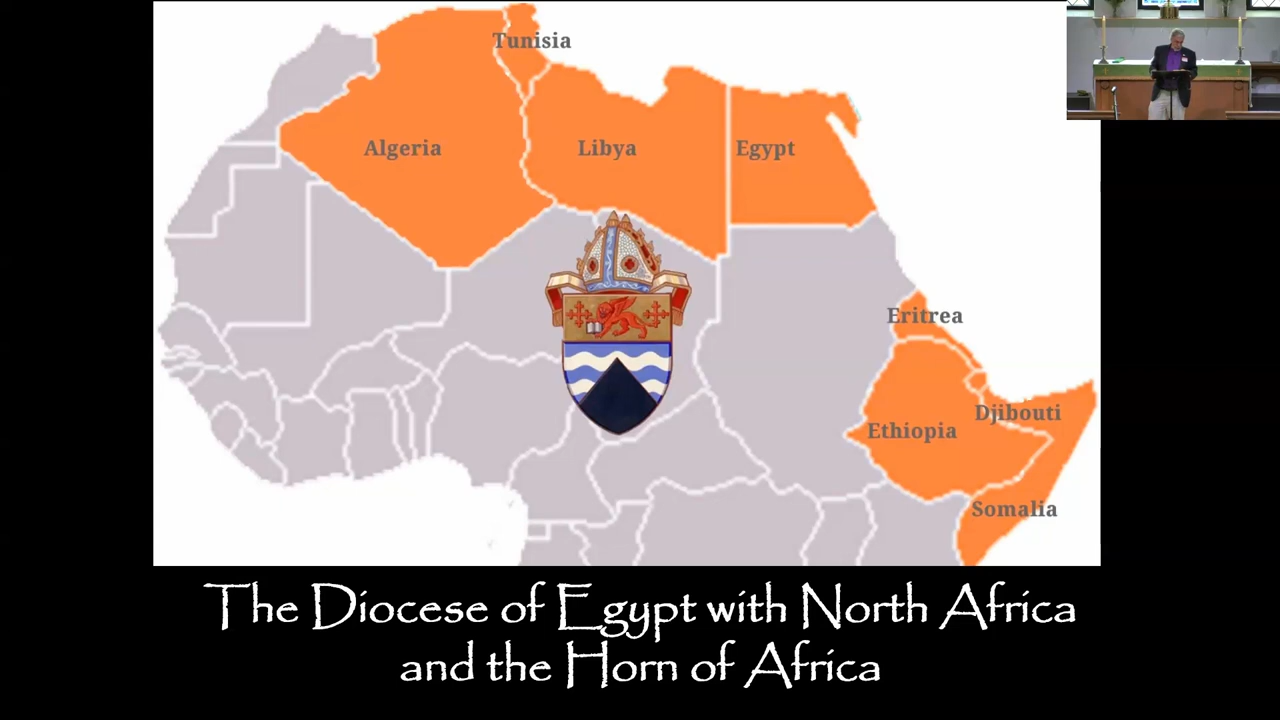 Tunisia
Algeria
Libya
Egypt
Eritrea
Djibouti
Ethiopia
Somalia
The Diocese of Egypt with North Africa
and the Horn of Africa